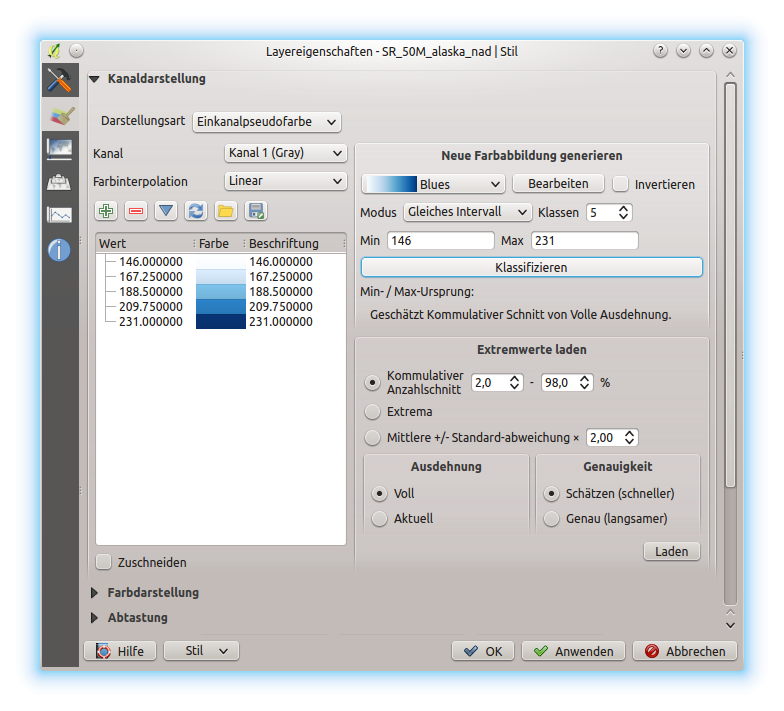 Layereigenschaften - SR_50M_alaska_nad | Stil
Kanaldarstellung
Darstellungsart Einkanalpseudofarbe
Kanal Kanal 1 (Gray)
Farbinterpolation Linear
Wert Farbe Beschriftung
146.000000 146.000000
167.250000 167.250000
188.500000 188.500000
209.750000 209.750000
231.000000 231.000000
Zuschneiden
Neue Farbabbildung generieren
Blues Bearbeiten Invertieren
Modus Gleiches Intervall Klassen 5
Min 146 Max 231
Klassifizieren
Min- / Max-Ursprung:
Geschätzt Kommulativer Schnitt von Volle Ausdehnung.
Extremwerte laden
Kommulativer
Anzahlschnitt 2,0 - 98,0 %
Extrema
Mittlere +/- Standard-abweichung × 2,00
Ausdehnung
Voll
Aktuell
Genauigkeit
Schätzen (schneller)
Genau (langsamer)
Laden
Farbdarstellung
Abtastung
Hilfe Stil OK Anwenden Abbrechen